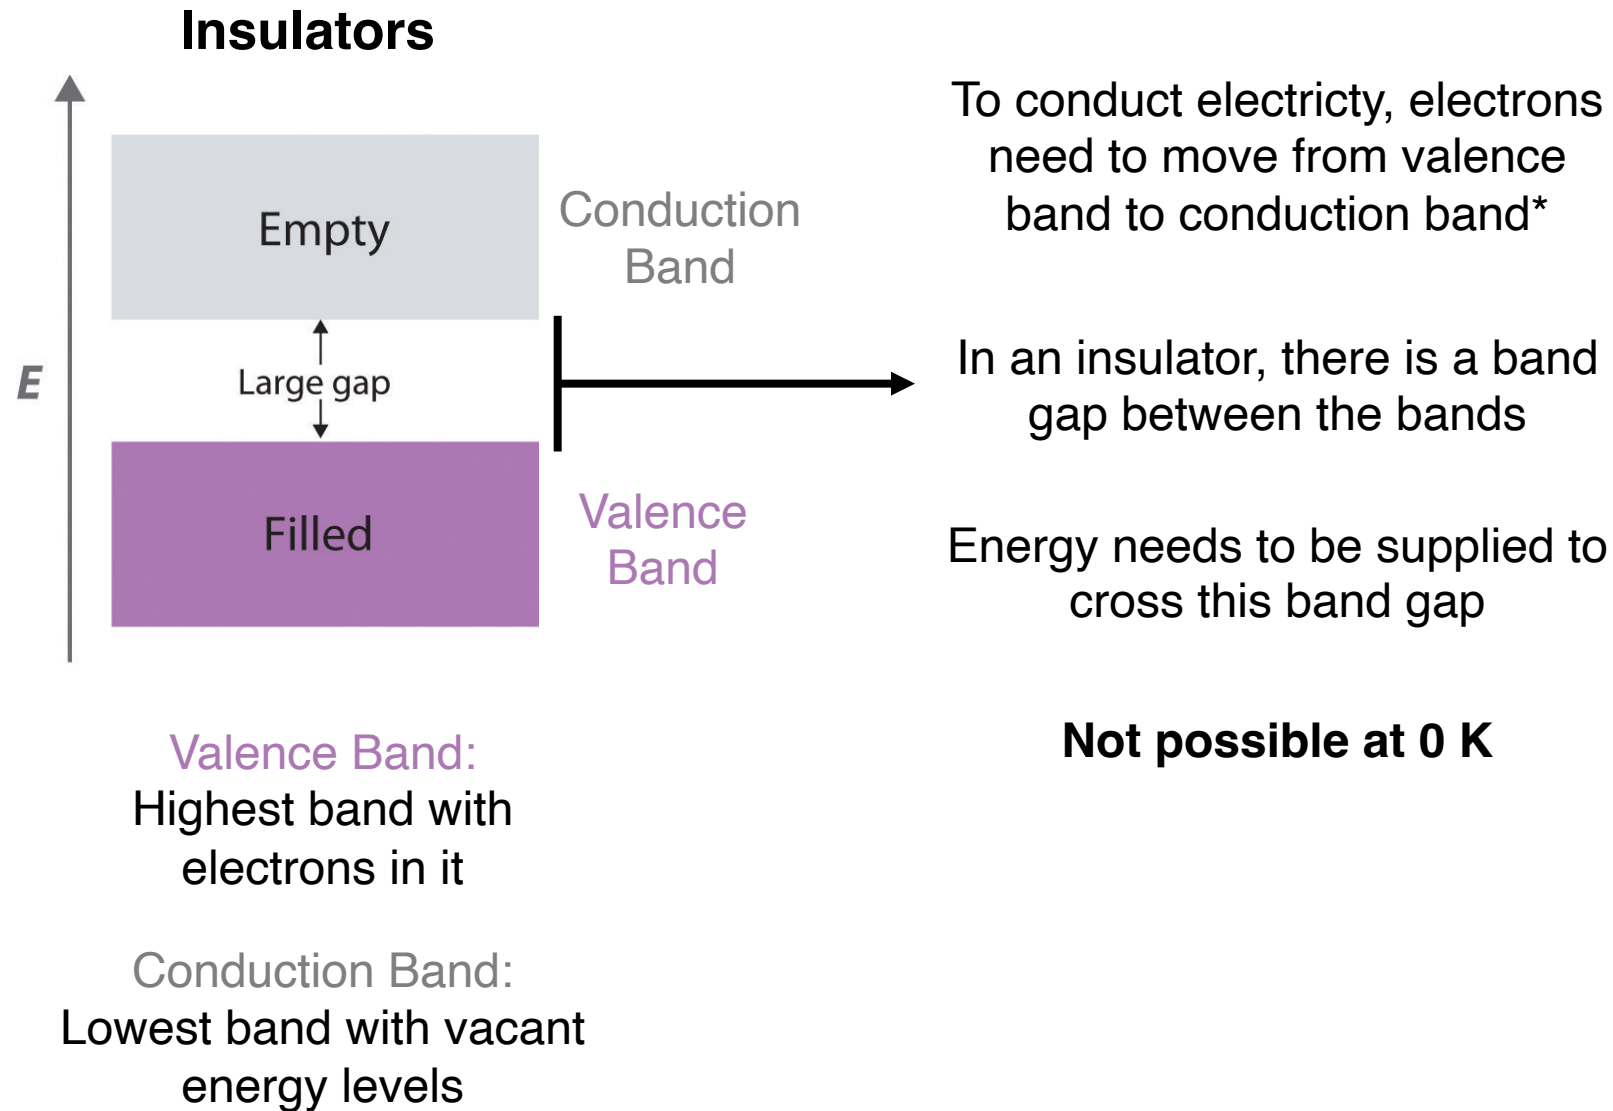 Insulators
E
Empty
Large gap
Filled
Conduction
Band
Valence
Band
Valence Band:
Highest band with
electrons in it
Conduction Band:
Lowest band with vacant
energy levels
To conduct electricty, electrons
need to move from valence
band to conduction band*
In an insulator, there is a band
gap between the bands
Energy needs to be supplied to
cross this band gap
Not possible at 0 K